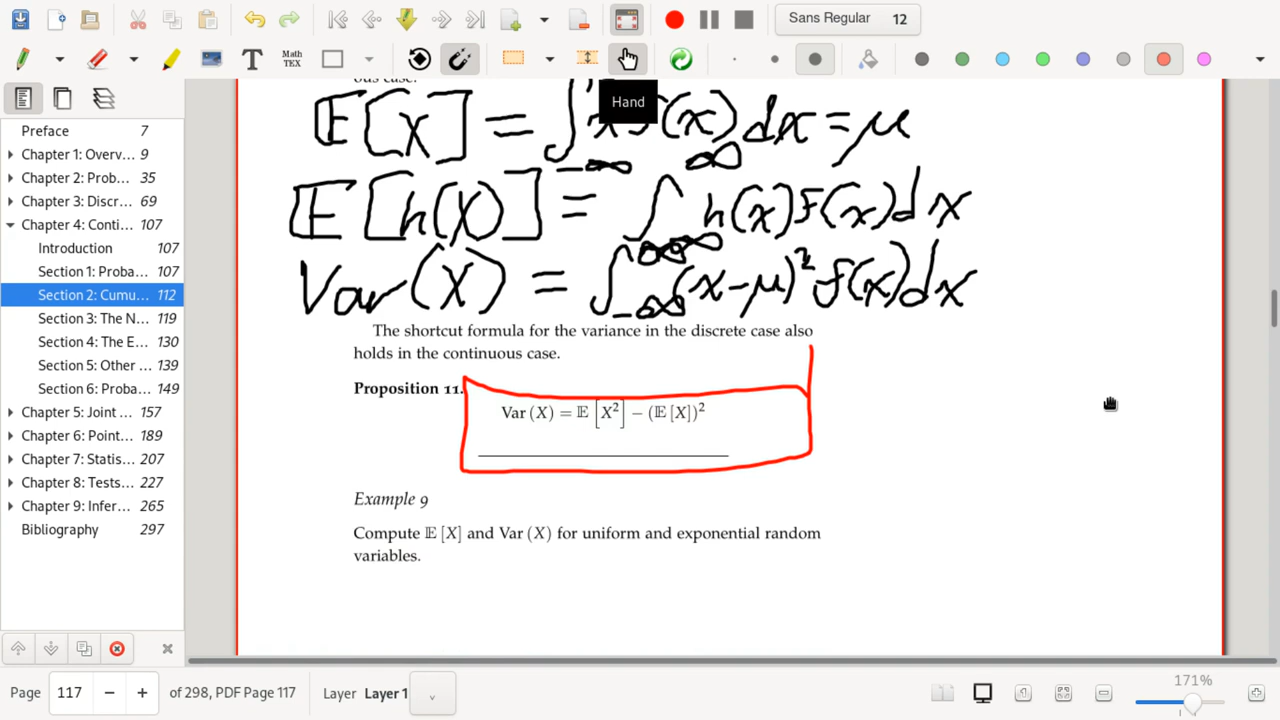 Sans Regular 12
Math
TEX
Hand
Preface 7
Chapter 1: Overv... 9
Chapter 2: Prob... 35
Chapter 3: Discr... 69
Chapter 4: Conti... 107
Introduction 107
Section 1: Proba... 107
Section 2: Cumu... 112
Section 3: The N... 119
Section 4: The E... 130
Section 5: Other ... 139
Section 6: Proba... 149
Chapter 5: Joint ... 157
Chapter 6: Point... 189
Chapter 7: Statis... 207
Chapter 8: Tests... 227
Chapter 9: Infer... 265
Bibliography 297
ous case.
𝔼[X] = ∫_{-∞}^{∞} x f(x) dx = μ
𝔼[h(X)] = ∫_{-∞}^{∞} h(x) f(x) dx
Var(X) = ∫_{-∞}^{∞} (x-μ)² f(x) dx
The shortcut formula for the variance in the discrete case also
holds in the continuous case.
Proposition 11.
Var (X) = 𝔼 [X²] − (𝔼 [X])²
Example 9
Compute 𝔼 [X] and Var (X) for uniform and exponential random
variables.
Page 117 − + of 298, PDF Page 117 Layer Layer 1 171%